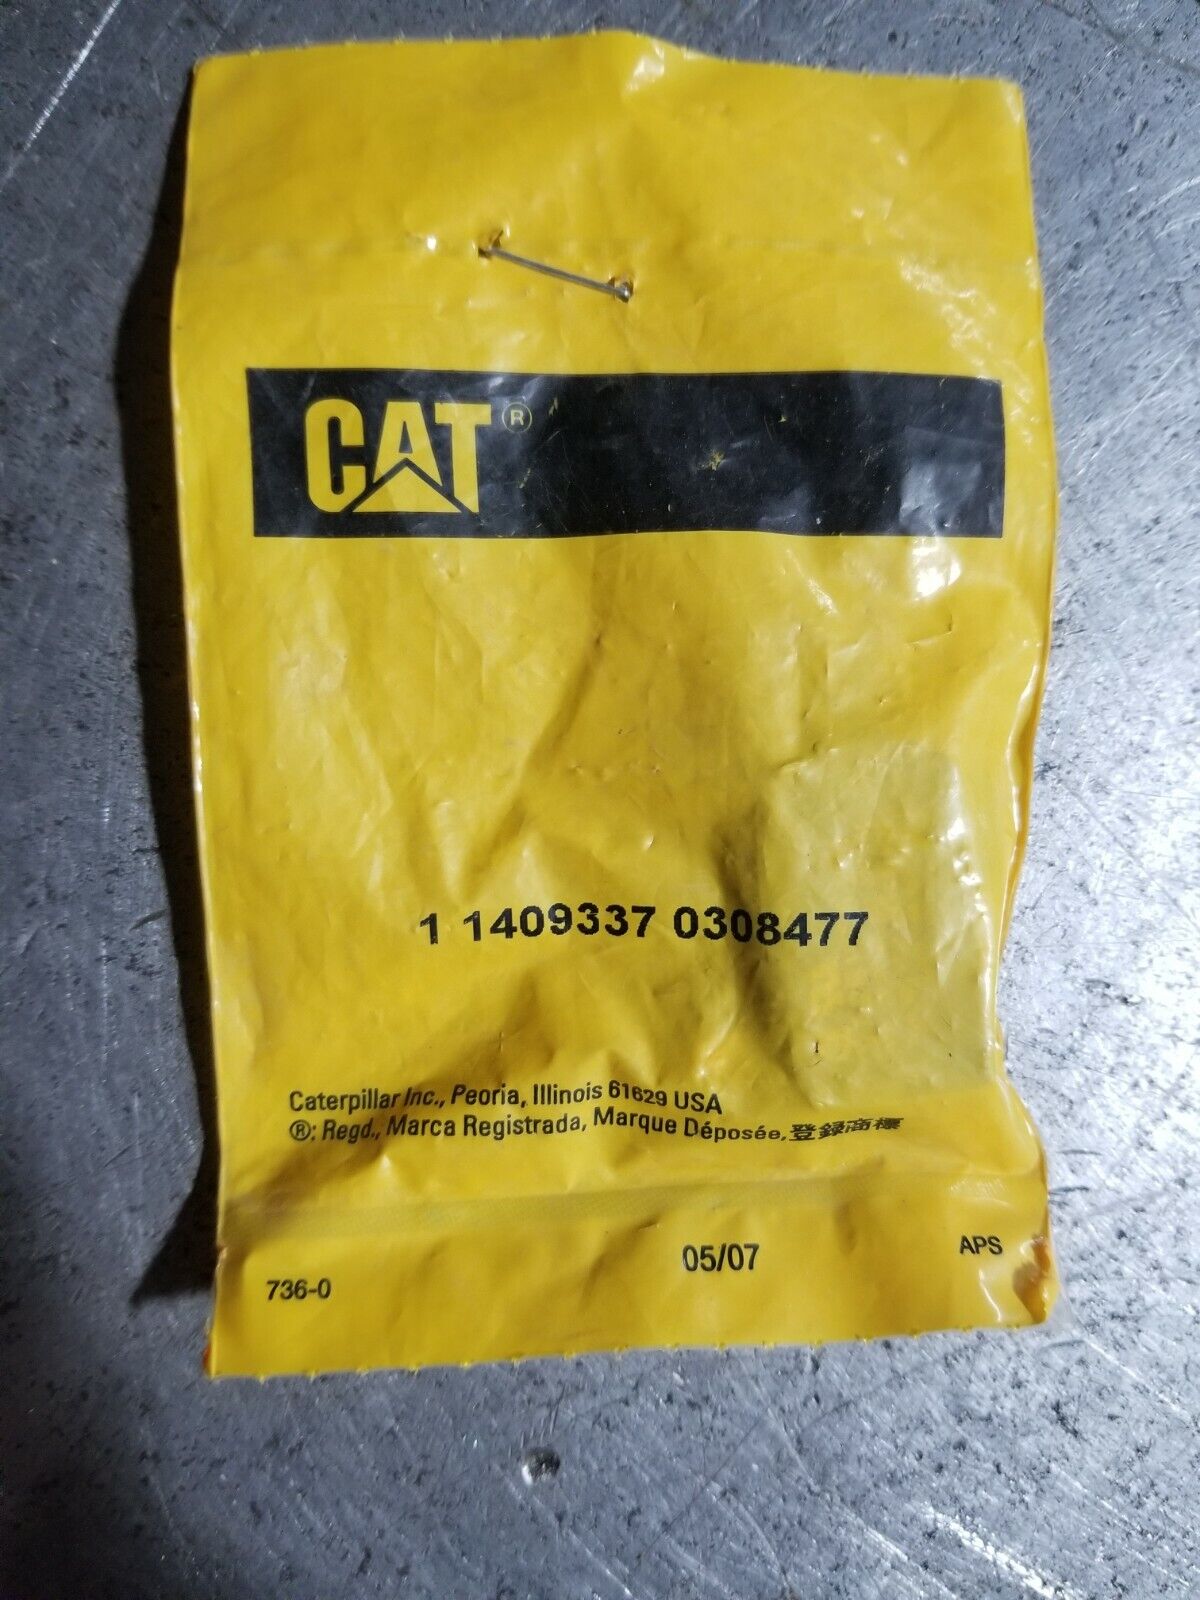 CAT®
1 1409337 0308477
Caterpillar Inc., Peoria, Illinois 61629 USA
®: Regd., Marca Registrada, Marque Déposée, 登録商標
736-0
05/07
APS